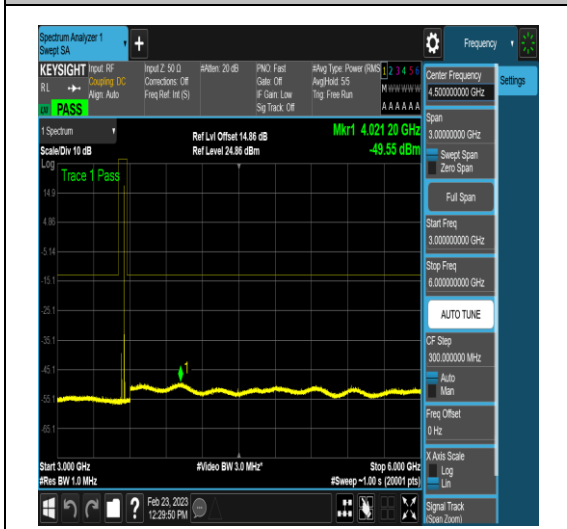 Spectrum Analyzer 1
Swept SA
+
Frequency
KEYSIGHT
RL
PASS
Input: RF
Coupling: DC
Align: Auto
Input Z: 50 Ω
Corrections: Off
Freq Ref: Int (S)
#Atten: 20 dB
PNO: Fast
Gate: Off
IF Gain: Low
Sig Track: Off
#Avg Type: Power (RMS
Avg|Hold: 5/5
Trig: Free Run
1 2 3 4 5 6
M W W W W W
A A A A A A
Center Frequency
4.500000000 GHz
Settings
Span
3.00000000 GHz
Swept Span
Zero Span
Full Span
Start Freq
3.000000000 GHz
Stop Freq
6.000000000 GHz
AUTO TUNE
CF Step
300.000000 MHz
Auto
Man
Freq Offset
0 Hz
X Axis Scale
Log
Lin
Signal Track
(Span Zoom)
1 Spectrum
Scale/Div 10 dB
Log
Ref Lvl Offset 14.86 dB
Ref Level 24.86 dBm
Mkr1 4.021 20 GHz
-49.55 dBm
Trace 1 Pass
14.9
4.86
-5.14
-15.1
-25.1
-35.1
-45.1
-55.1
-65.1
1
Start 3.000 GHz
#Res BW 1.0 MHz
#Video BW 3.0 MHz*
Stop 6.000 GHz
#Sweep ~1.00 s (20001 pts)
?
Feb 23, 2023
12:29:50 PM